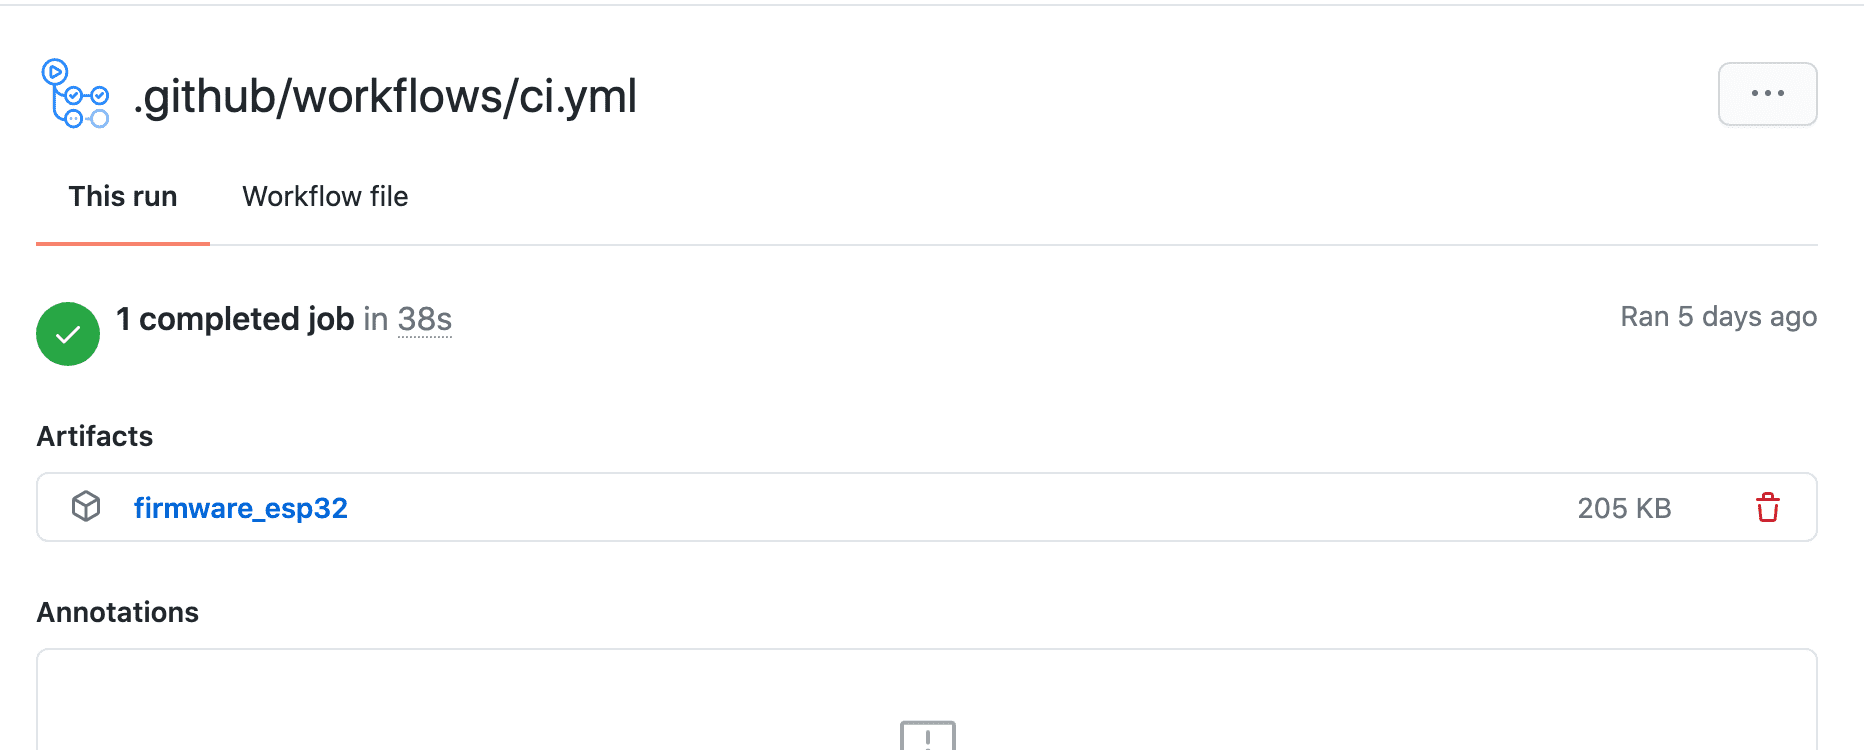 .github/workflows/ci.yml
This run
Workflow file
1 completed job in 38s
Ran 5 days ago
Artifacts
firmware_esp32
205 KB
Annotations